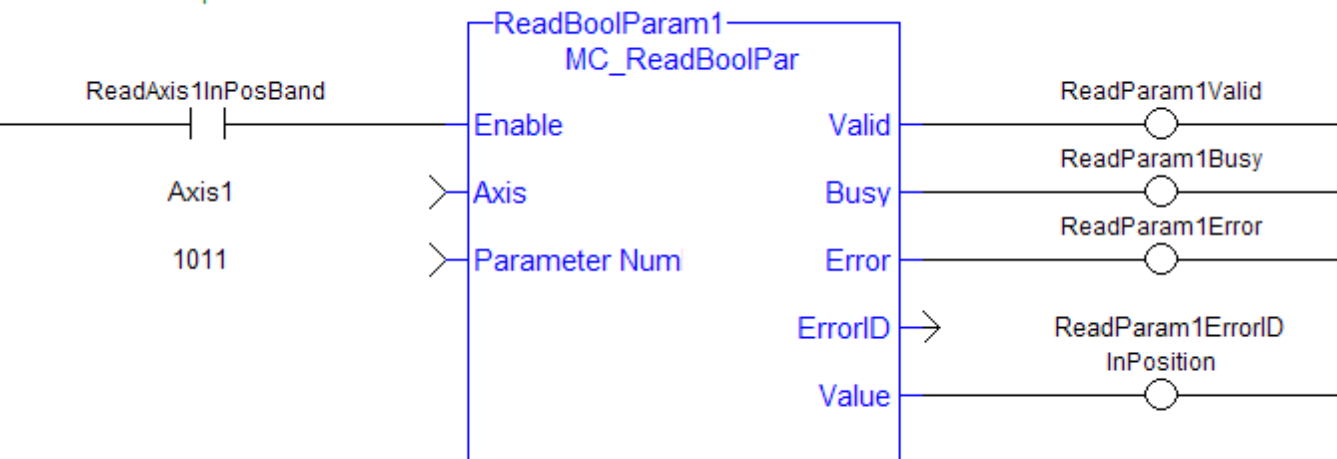 ReadBoolParam1
MC_ReadBoolPar
ReadAxis1InPosBand
ReadParam1Valid
Enable
Valid
ReadParam1Busy
Axis1
Axis
Busy
ReadParam1Error
1011
Parameter Num
Error
ErrorID
ReadParam1ErrorID
InPosition
Value